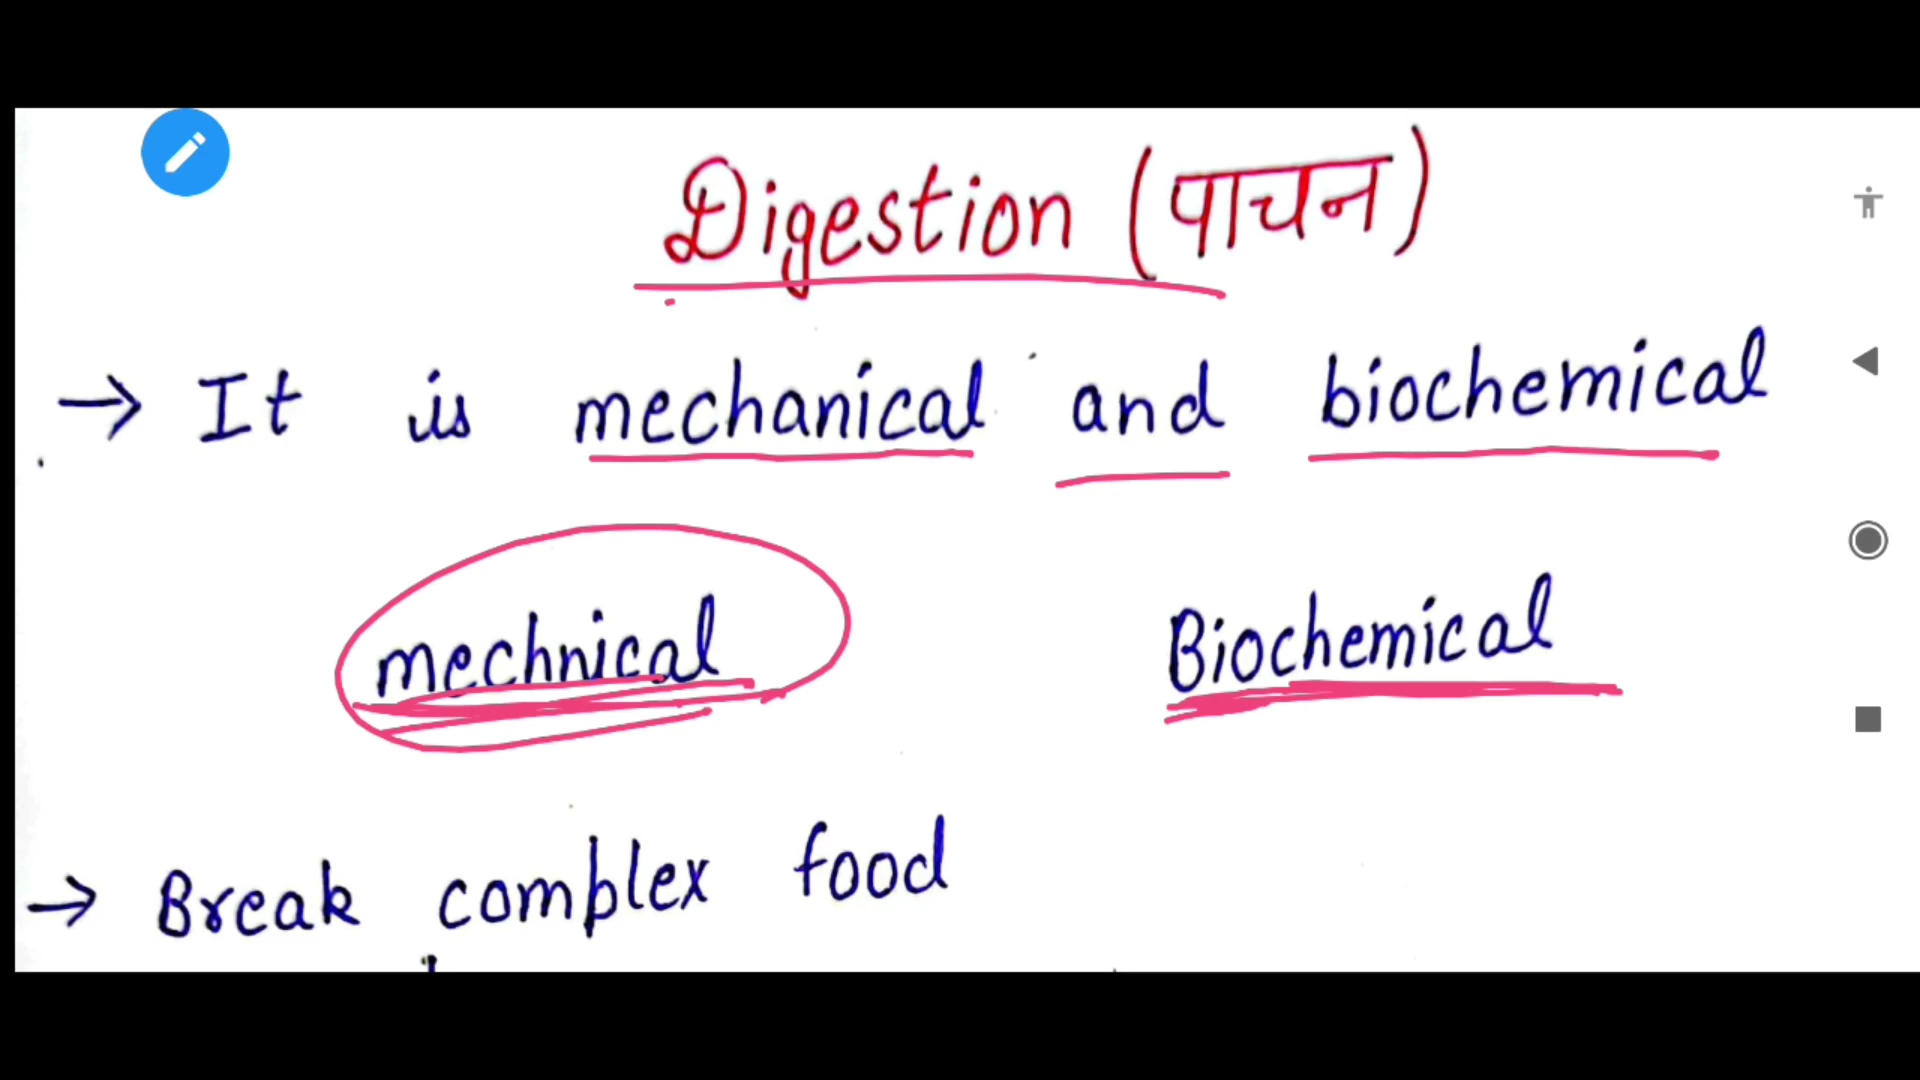 Digestion (पाचन)
→ It is mechanical and biochemical
mechnical Biochemical
→ Break complex food